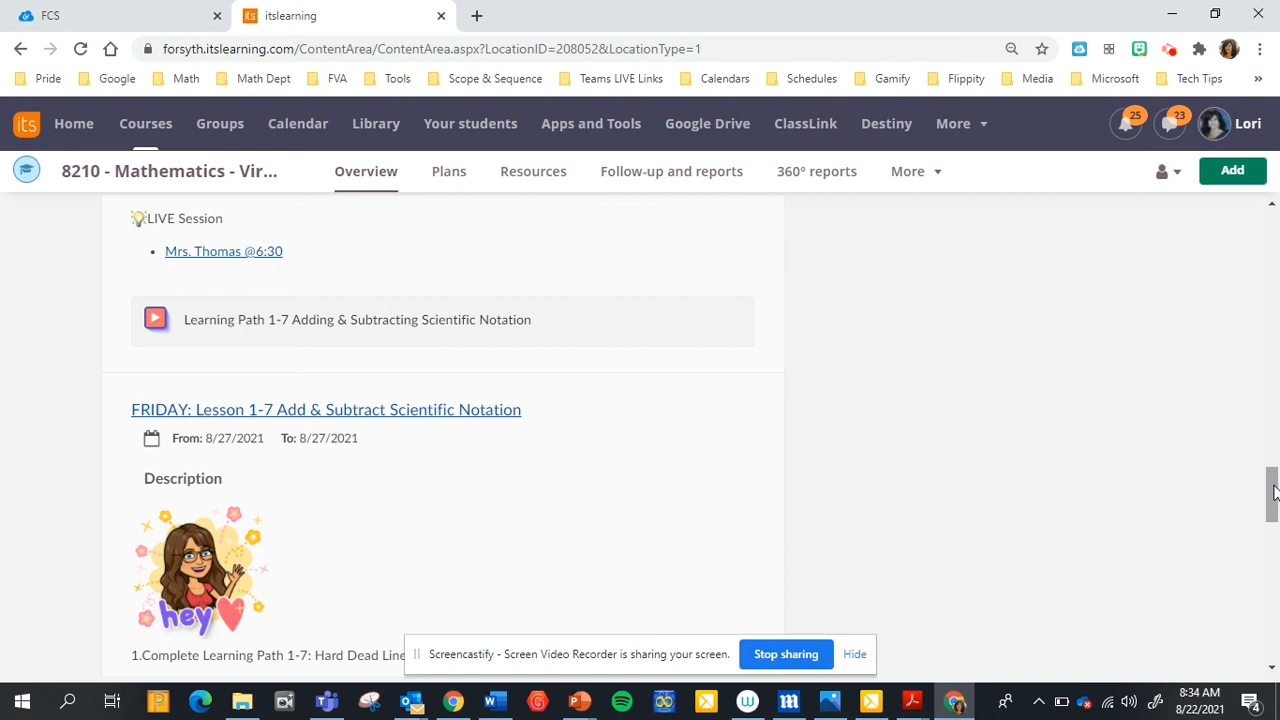 FCS
itslearning
forsyth.itslearning.com/ContentArea/ContentArea.aspx?LocationID=208052&LocationType=1
Pride Google Math Math Dept FVA Tools Scope & Sequence Teams LIVE Links Calendars Schedules Gamify Flippity Media Microsoft Tech Tips »
its Home Courses Groups Calendar Library Your students Apps and Tools Google Drive ClassLink Destiny More 25 23 Lori
8210 - Mathematics - Vir... Overview Plans Resources Follow-up and reports 360° reports More Add
LIVE Session
• Mrs. Thomas @6:30
Learning Path 1-7 Adding & Subtracting Scientific Notation
FRIDAY: Lesson 1-7 Add & Subtract Scientific Notation
From: 8/27/2021 To: 8/27/2021
Description
hey
1.Complete Learning Path 1-7: Hard Dead Line
Screencastify - Screen Video Recorder is sharing your screen. Stop sharing Hide
8:34 AM
8/22/2021
4